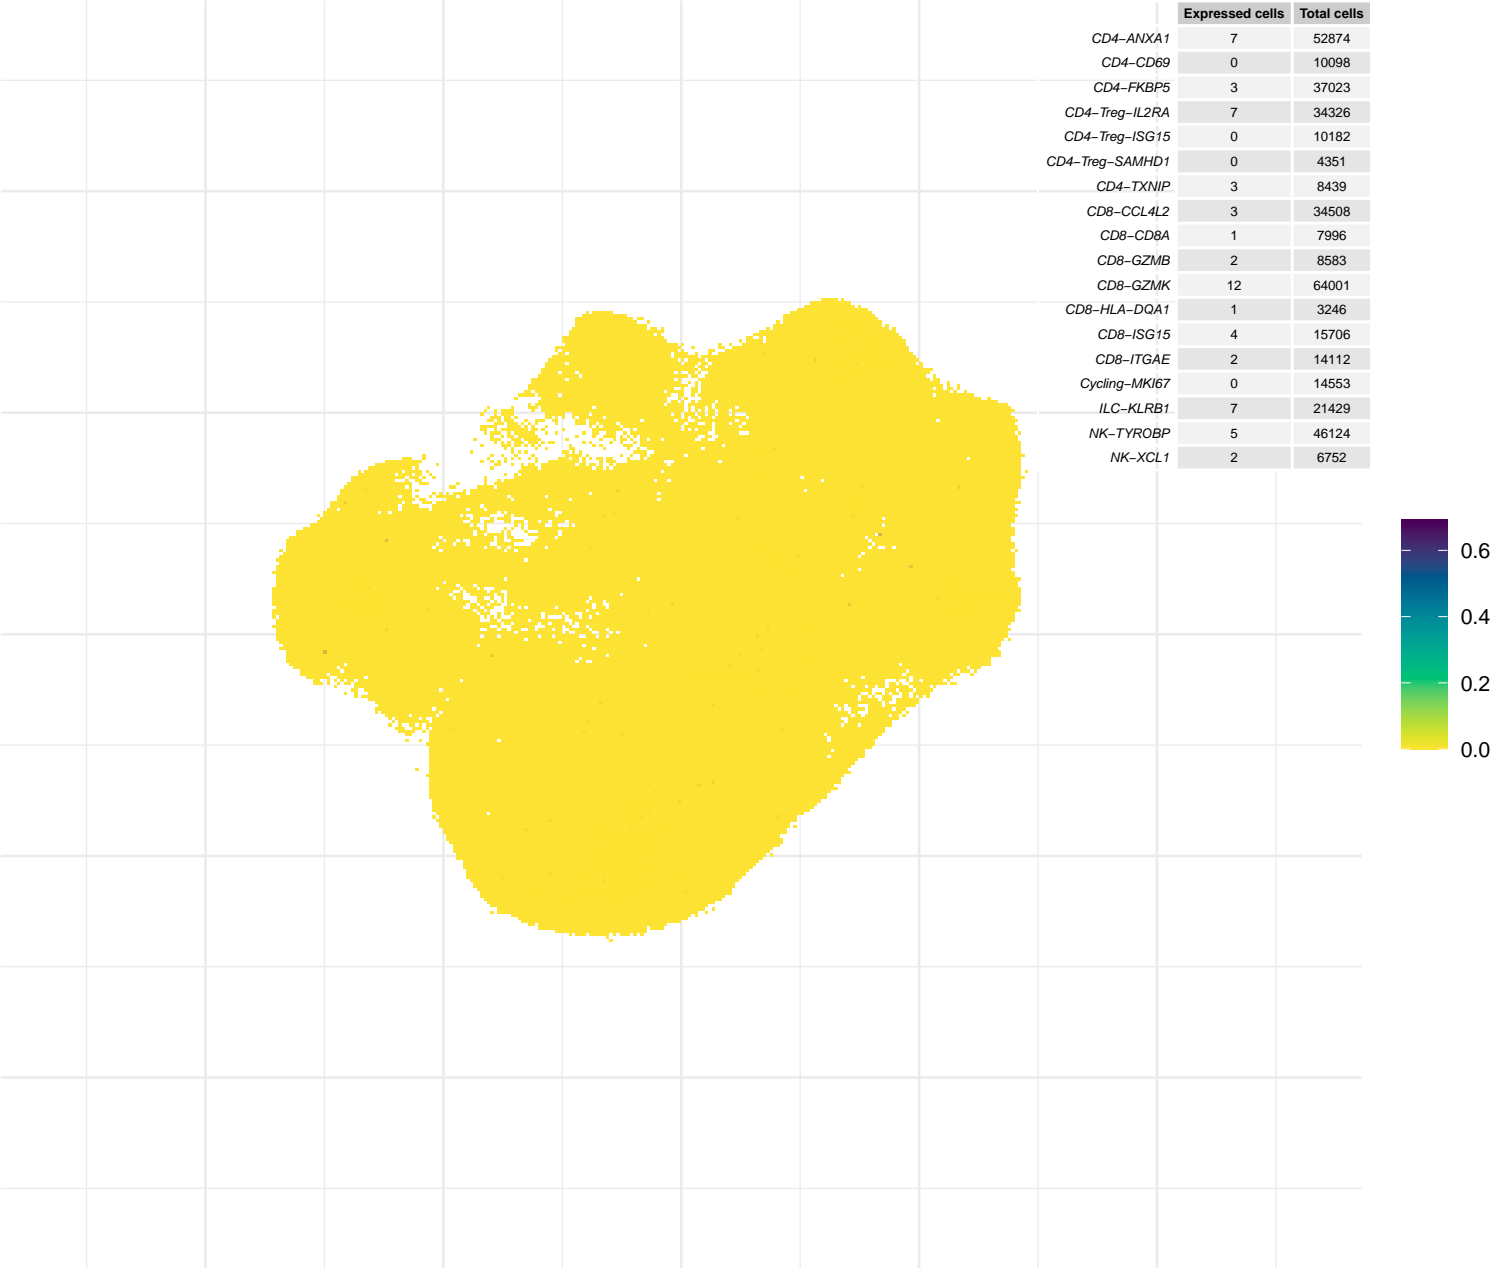 Expressed cells Total cells
CD4−ANXA1 7 52874
CD4−CD69 0 10098
CD4−FKBP5 3 37023
CD4−Treg−IL2RA 7 34326
CD4−Treg−ISG15 0 10182
CD4−Treg−SAMHD1 0 4351
CD4−TXNIP 3 8439
CD8−CCL4L2 3 34508
CD8−CD8A 1 7996
CD8−GZMB 2 8583
CD8−GZMK 12 64001
CD8−HLA−DQA1 1 3246
CD8−ISG15 4 15706
CD8−ITGAE 2 14112
Cycling−MKI67 0 14553
ILC−KLRB1 7 21429
NK−TYROBP 5 46124
NK−XCL1 2 6752
0.6
0.4
0.2
0.0